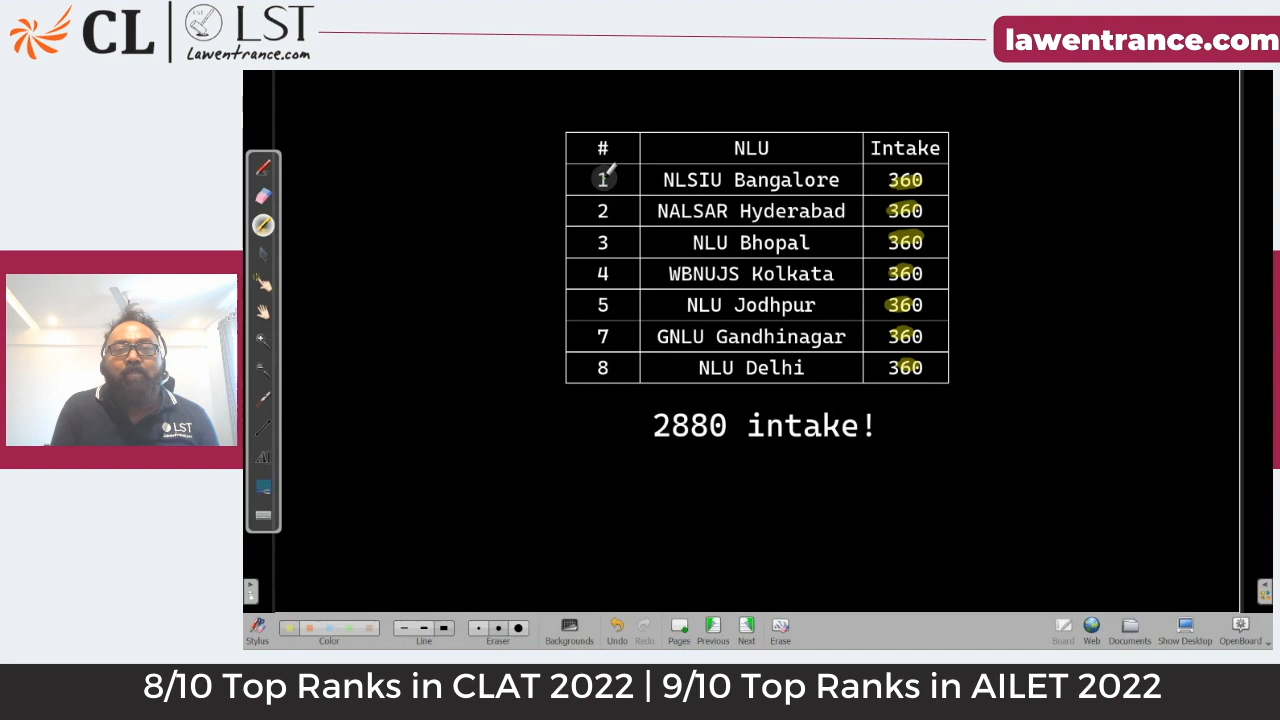 CL
LST
Lawentrance.com
lawentrance.com
# NLU Intake
1 NLSIU Bangalore 360
2 NALSAR Hyderabad 360
3 NLU Bhopal 360
4 WBNUJS Kolkata 360
5 NLU Jodhpur 360
7 GNLU Gandhinagar 360
8 NLU Delhi 360
2880 intake!
LST
Lawentrance.com
Stylus Color Line Eraser Backgrounds Undo Redo Pages Previous Next Erase Board Web Documents Show Desktop OpenBoard
8/10 Top Ranks in CLAT 2022 | 9/10 Top Ranks in AILET 2022